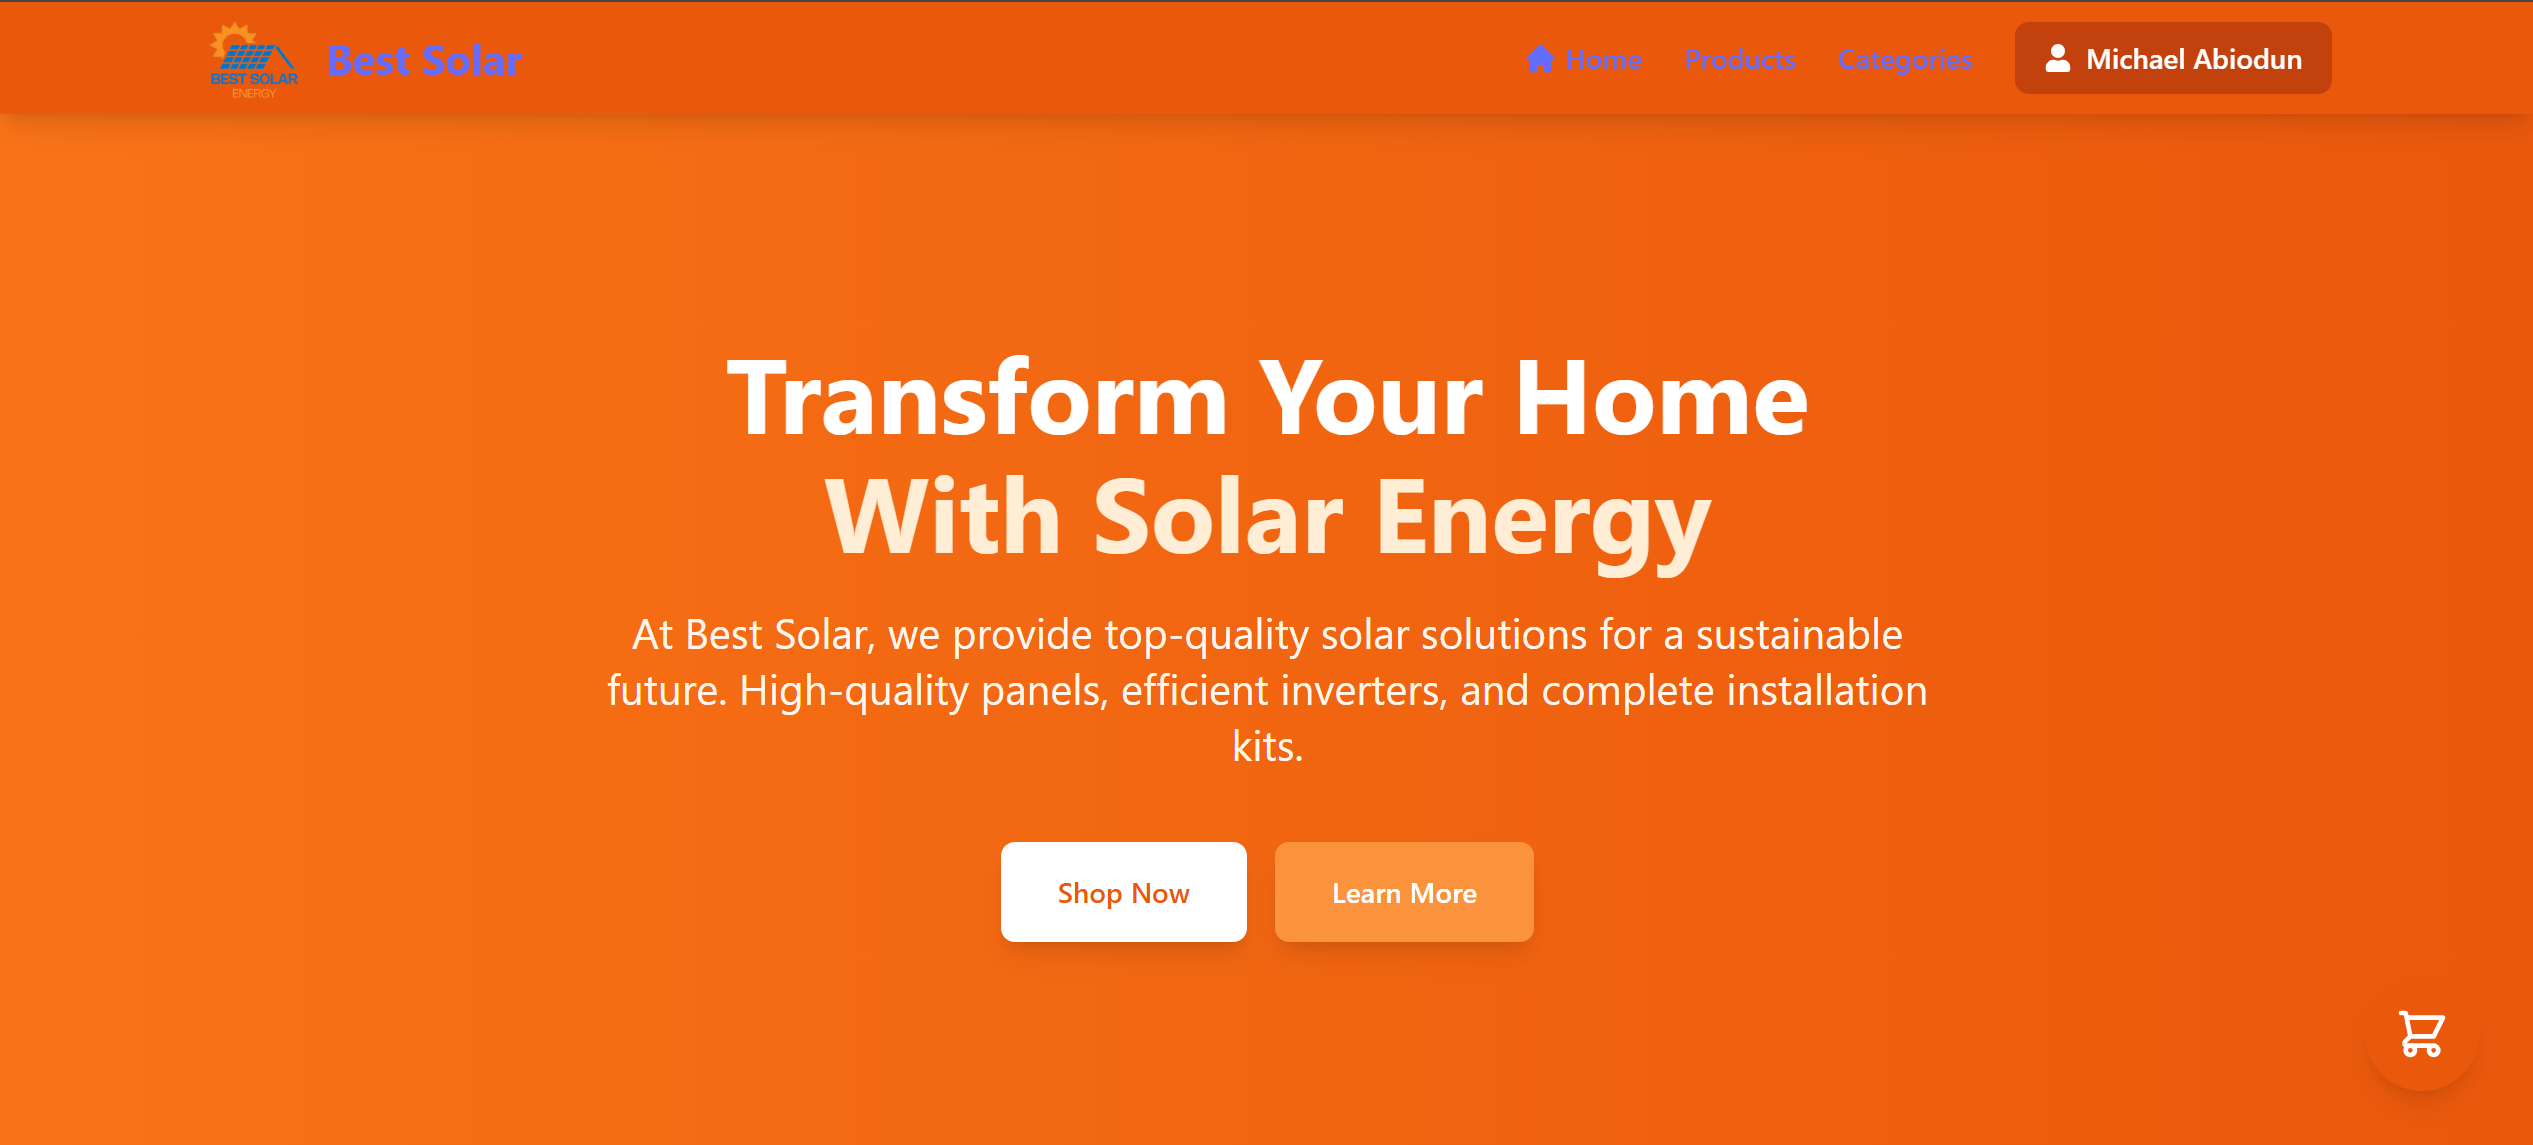 BEST SOLAR
ENERGY
Best Solar
Home
Products
Categories
Michael Abiodun
Transform Your Home
With Solar Energy
At Best Solar, we provide top-quality solar solutions for a sustainable
future. High-quality panels, efficient inverters, and complete installation
kits.
Shop Now
Learn More